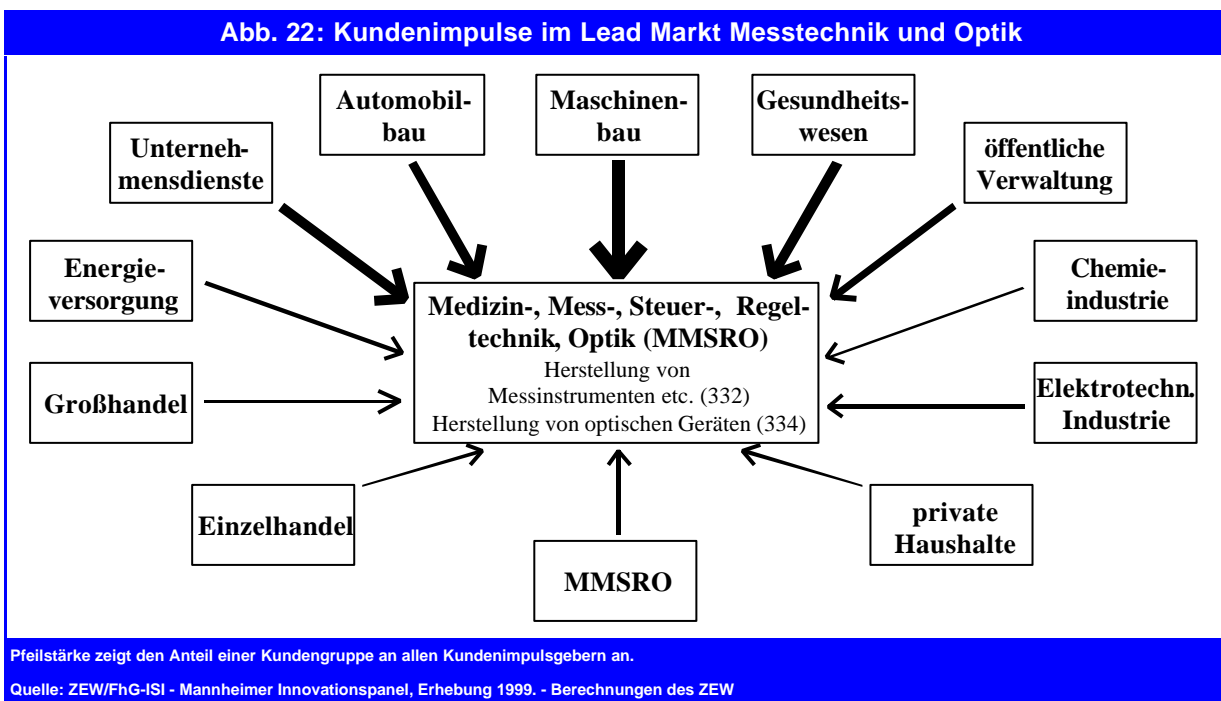 Abb. 22: Kundenimpulse im Lead Markt Messtechnik und Optik
Automobil-
bau
Maschinen-
bau
Gesundheits-
wesen
Unterneh-
mensdienste
öffentliche
Verwaltung
Energie-
versorgung
Chemie-
industrie
Medizin-, Mess-, Steuer-, Regel-
technik, Optik (MMSRO)
Herstellung von
Messinstrumenten etc. (332)
Herstellung von optischen Geräten (334)
Großhandel
Elektrotechn.
Industrie
Einzelhandel
MMSRO
private
Haushalte
Pfeilstärke zeigt den Anteil einer Kundengruppe an allen Kundenimpulsgebern an.
Quelle: ZEW/FhG-ISI - Mannheimer Innovationspanel, Erhebung 1999. - Berechnungen des ZEW